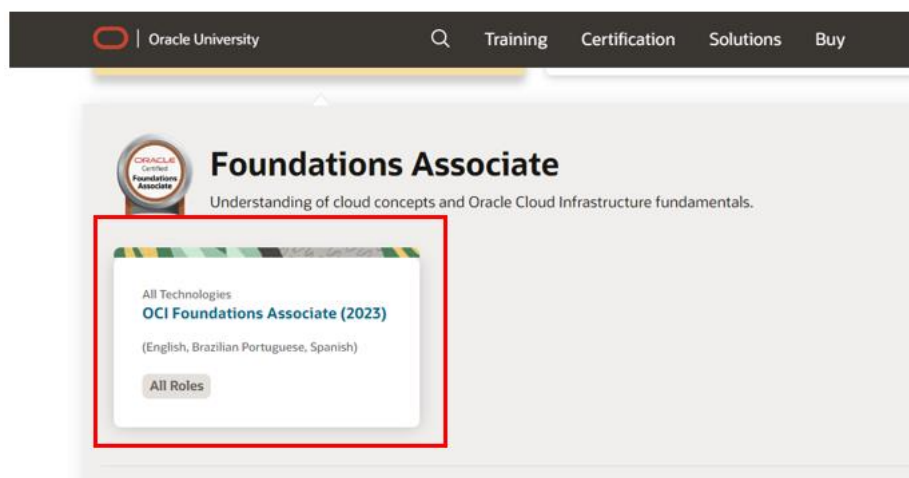 Oracle University
Training
Certification
Solutions
Buy
ORACLE
Certified
Foundations
Associate
Foundations Associate
Understanding of cloud concepts and Oracle Cloud Infrastructure fundamentals.
All Technologies
OCI Foundations Associate (2023)
(English, Brazilian Portuguese, Spanish)
All Roles